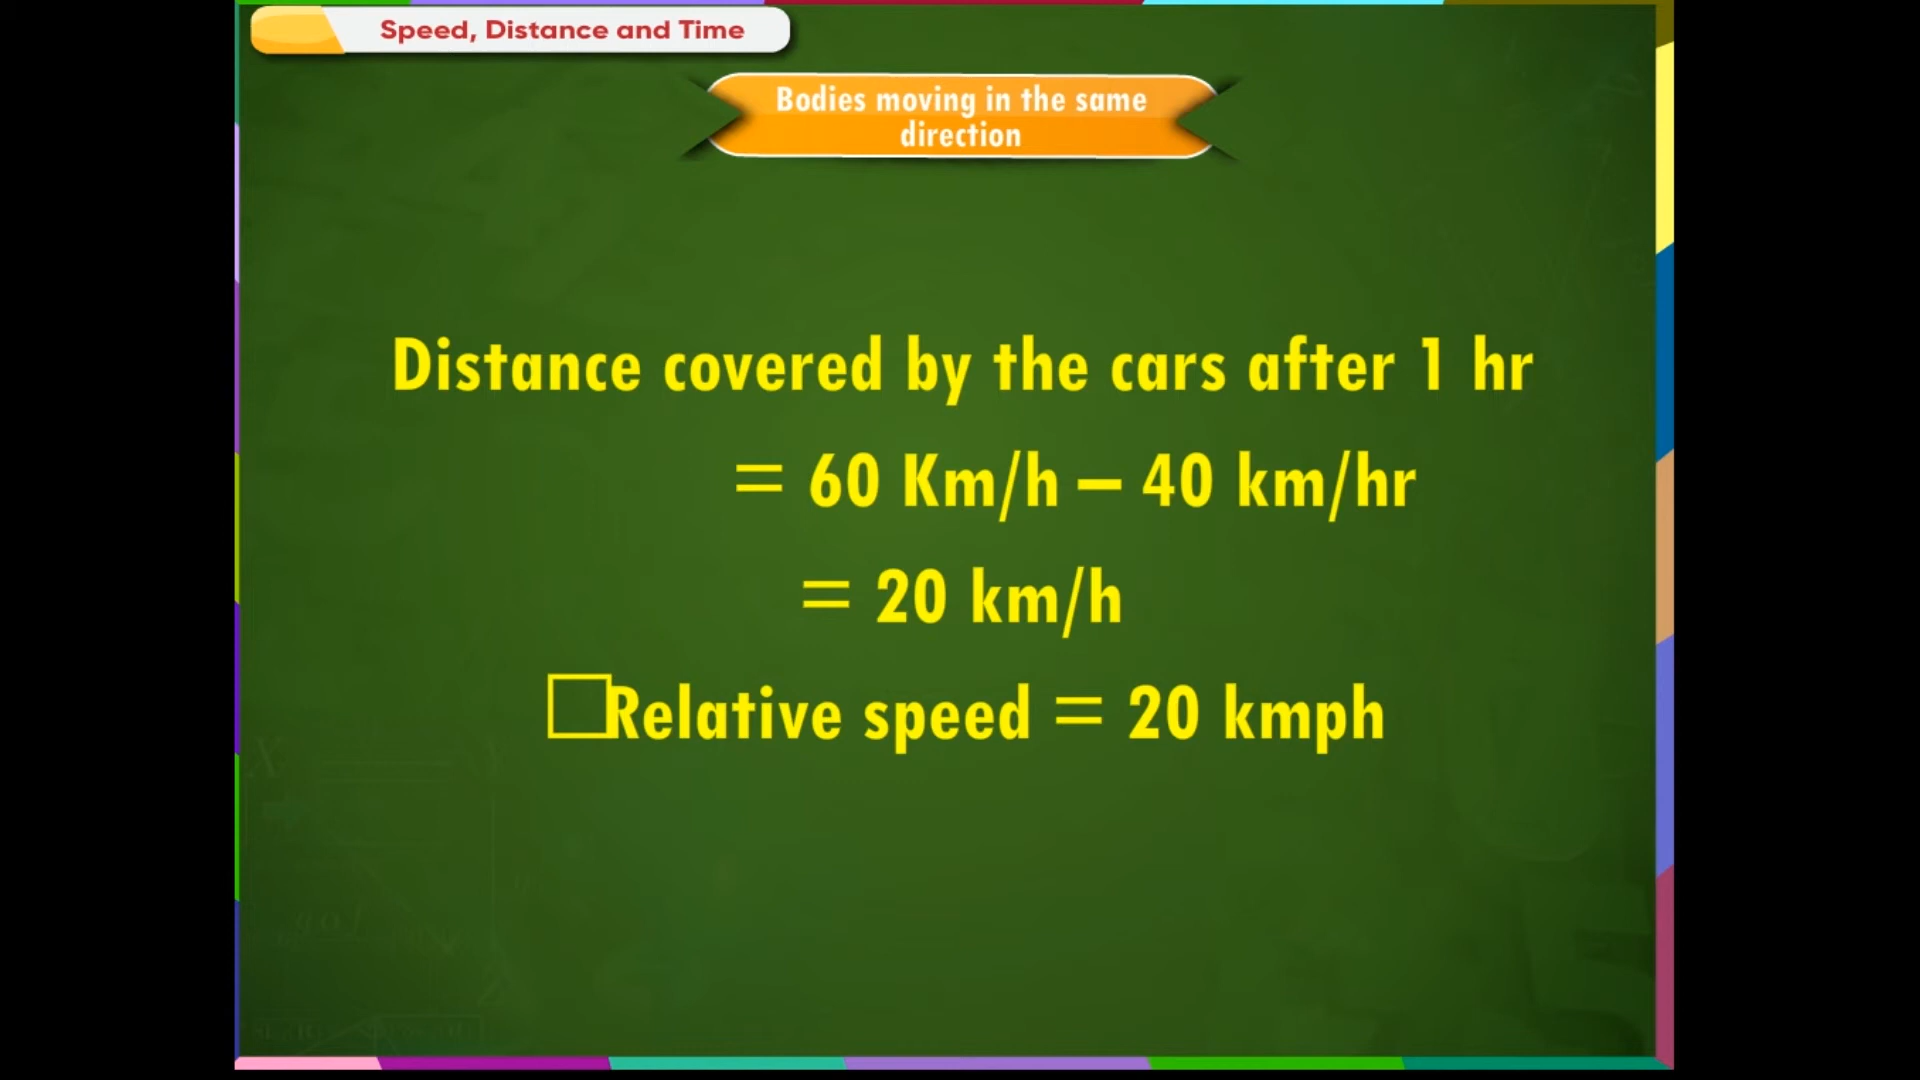 Speed, Distance and Time
Bodies moving in the same
direction
Distance covered by the cars after 1 hr
= 60 Km/h – 40 km/hr
= 20 km/h
□Relative speed = 20 kmph